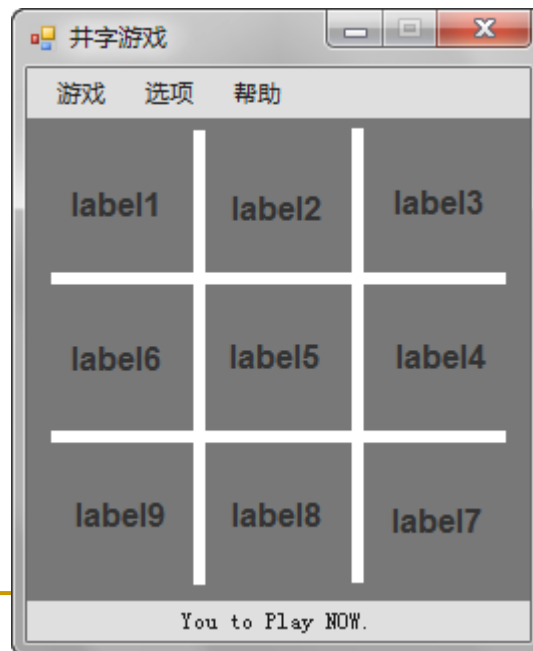 井字游戏
游戏 选项 帮助
label1 label2 label3
label6 label5 label4
label9 label8 label7
You to Play NOW.